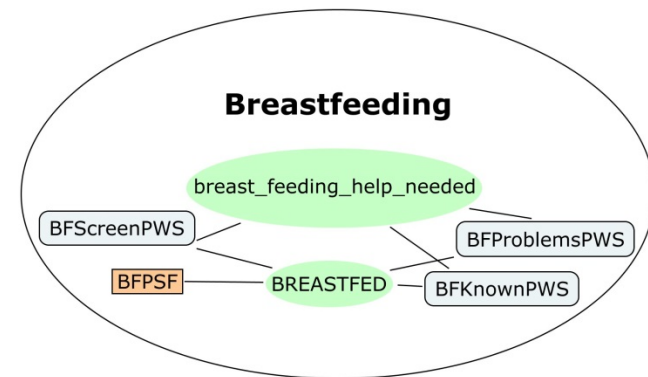 Breastfeeding
breast_feeding_help_needed
BFScreenPWS
BFProblemsPWS
BFPSF
BREASTFED
BFKnownPWS